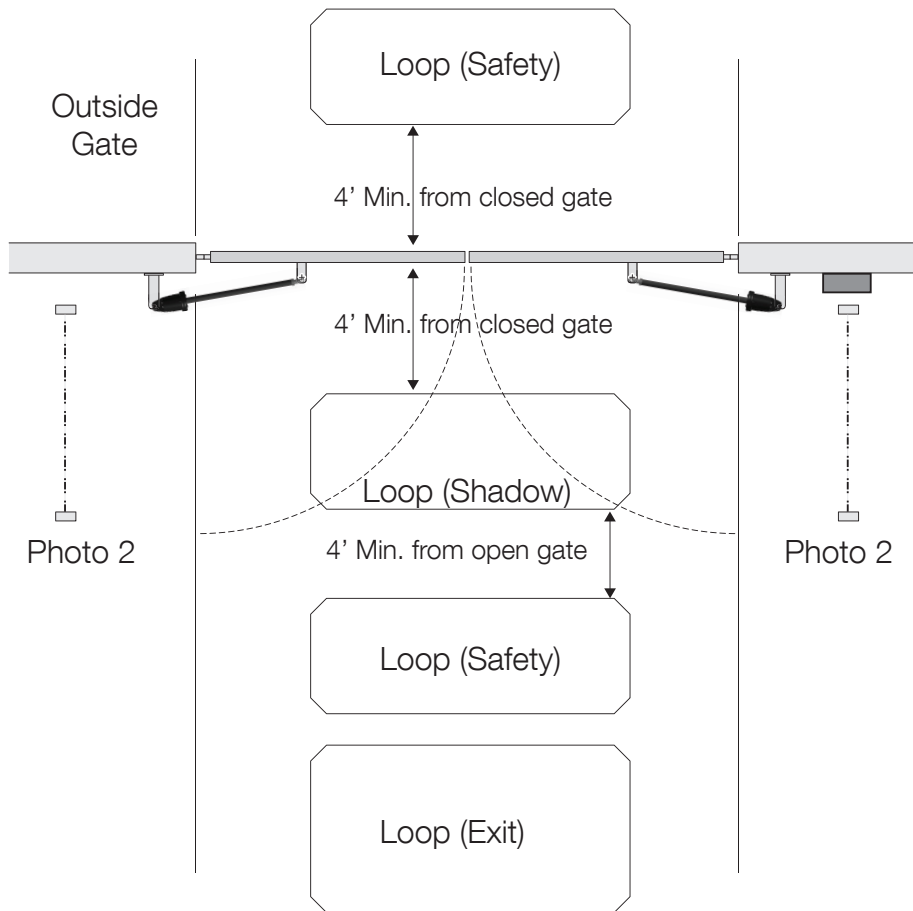 Loop (Safety)
Outside
Gate
4’ Min. from closed gate
4’ Min. from closed gate
Loop (Shadow)
Photo 2
4’ Min. from open gate
Photo 2
Loop (Safety)
Loop (Exit)